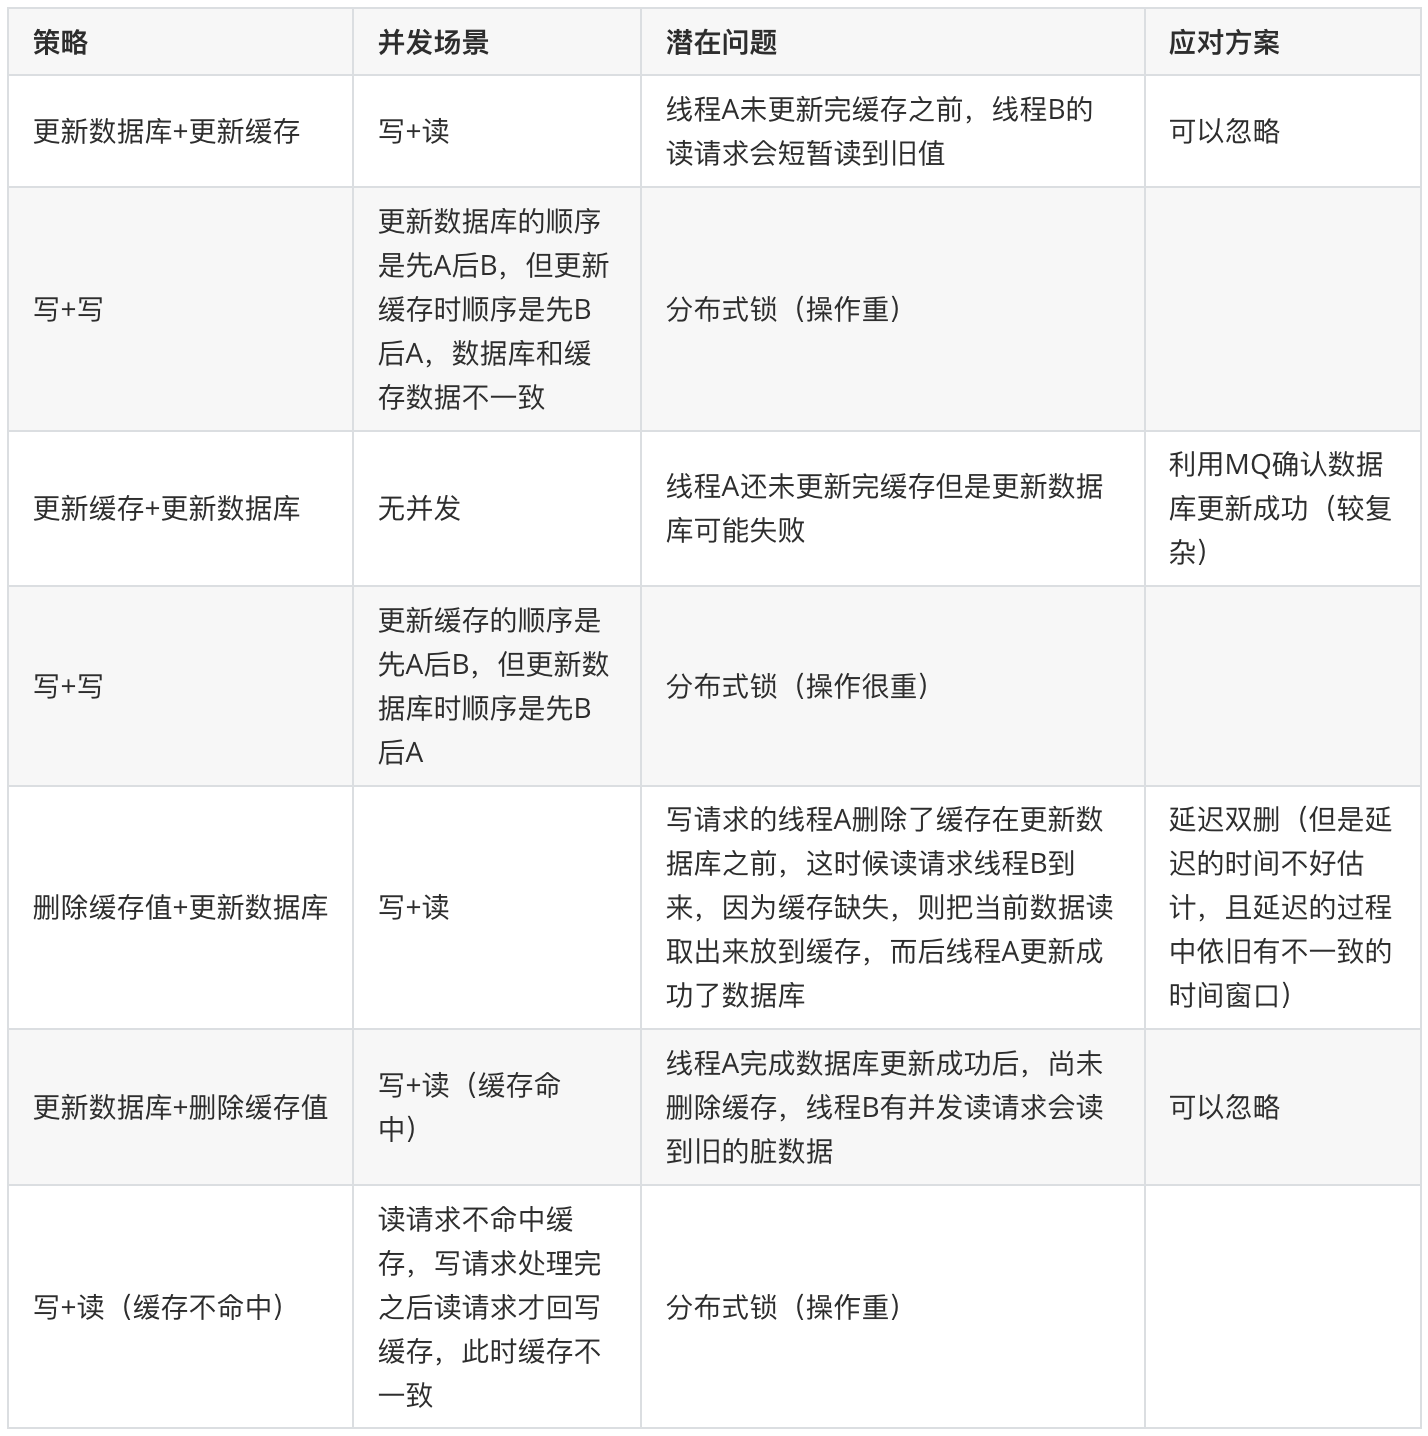 策略
并发场景
潜在问题
应对方案
更新数据库+更新缓存
写+读
线程A未更新完缓存之前，线程B的
读请求会短暂读到旧值
可以忽略
写+写
更新数据库的顺序
是先A后B，但更新
缓存时顺序是先B
后A，数据库和缓
存数据不一致
分布式锁（操作重）
更新缓存+更新数据库
无并发
线程A还未更新完缓存但是更新数据
库可能失败
利用MQ确认数据
库更新成功（较复
杂）
写+写
更新缓存的顺序是
先A后B，但更新数
据库时顺序是先B
后A
分布式锁（操作很重）
删除缓存值+更新数据库
写+读
写请求的线程A删除了缓存在更新数
据库之前，这时候读请求线程B到
来，因为缓存缺失，则把当前数据读
取出来放到缓存，而后线程A更新成
功了数据库
延迟双删（但是延
迟的时间不好估
计，且延迟的过程
中依旧有不一致的
时间窗口）
更新数据库+删除缓存值
写+读（缓存命
中）
线程A完成数据库更新成功后，尚未
删除缓存，线程B有并发读请求会读
到旧的脏数据
可以忽略
写+读（缓存不命中）
读请求不命中缓
存，写请求处理完
之后读请求才回写
缓存，此时缓存不
一致
分布式锁（操作重）